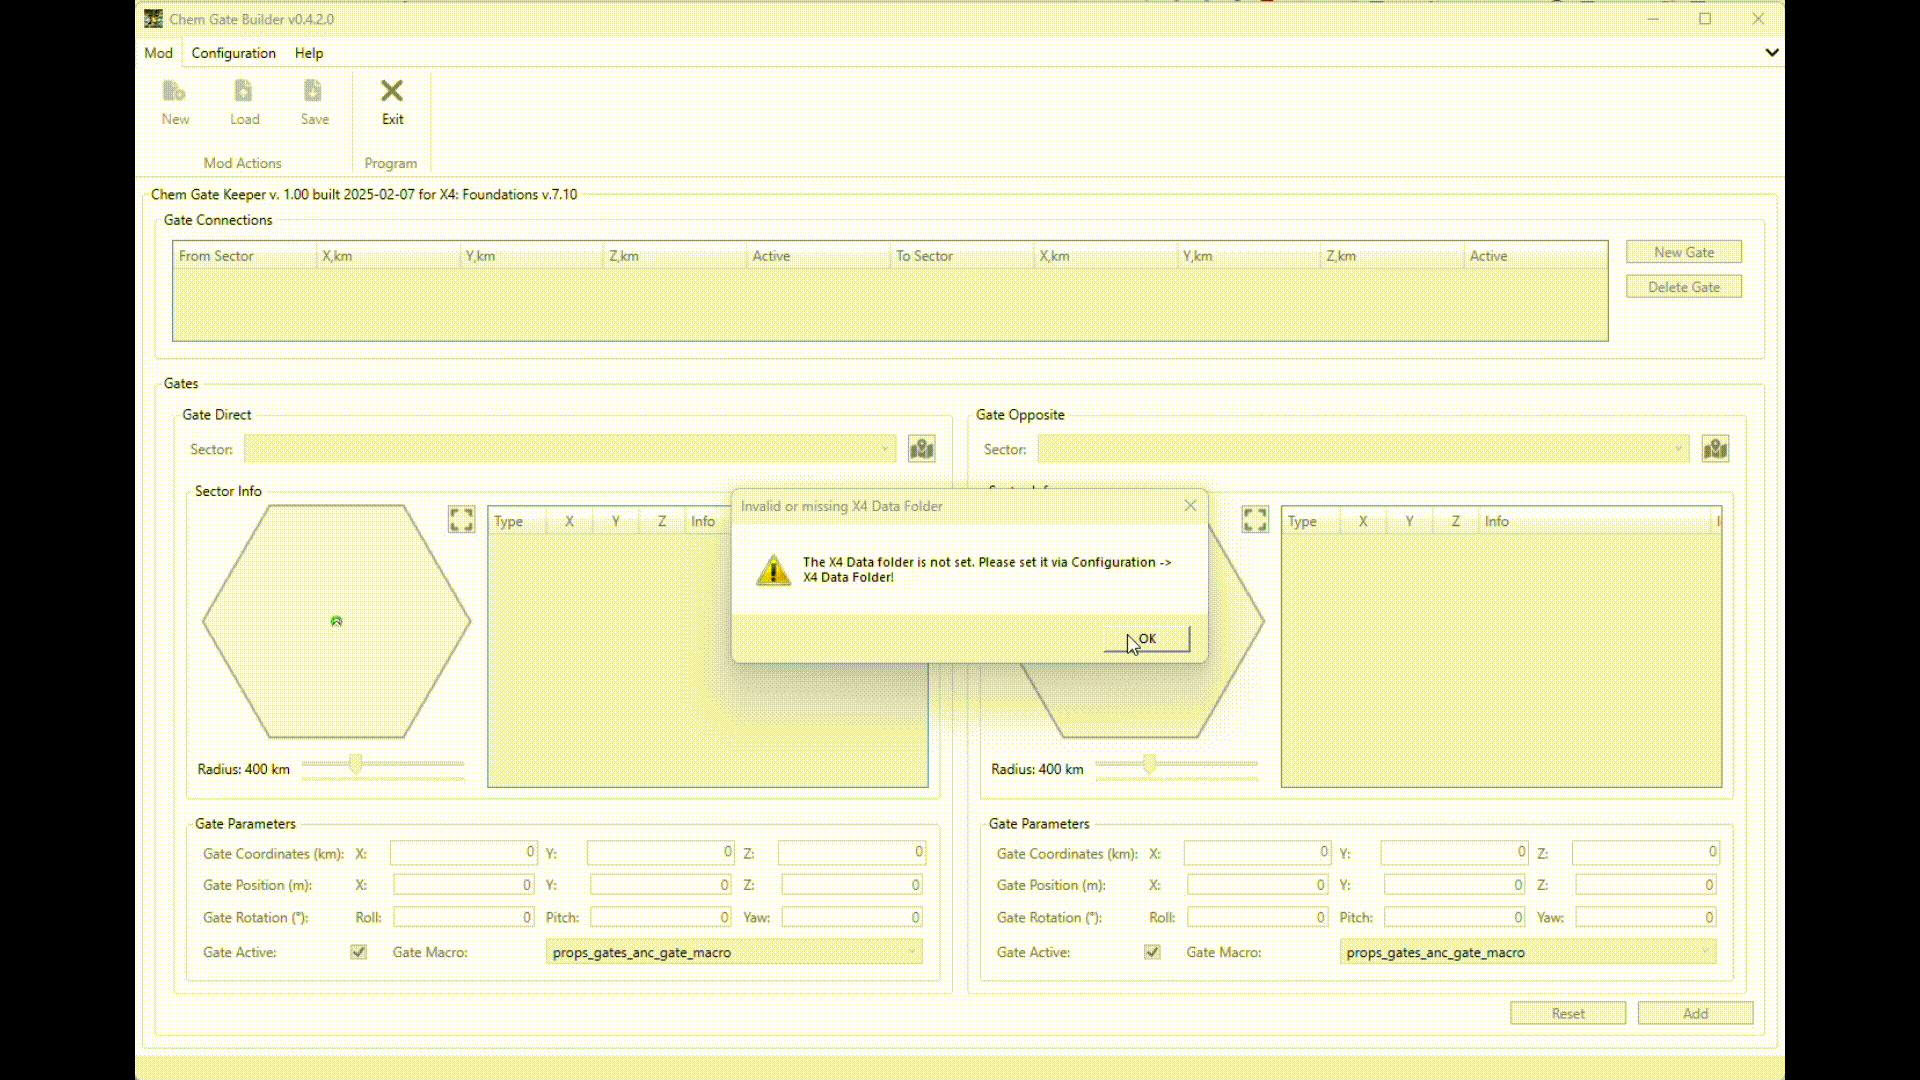 Chem Gate Builder v0.4.2.0
Mod Configuration Help
New Load Save Exit
Mod Actions Program
Chem Gate Keeper v. 1.00 built 2025-02-07 for X4: Foundations v.7.10
Gate Connections
From Sector X,km Y,km Z,km Active To Sector X,km Y,km Z,km Active
New Gate
Delete Gate
Gates
Gate Direct
Sector:
Sector Info
Type X Y Z Info
Radius: 400 km
Gate Parameters
Gate Coordinates (km): X: 0 Y: 0 Z: 0
Gate Position (m): X: 0 Y: 0 Z: 0
Gate Rotation (°): Roll: 0 Pitch: 0 Yaw: 0
Gate Active: Gate Macro: props_gates_anc_gate_macro
Gate Opposite
Sector:
Type X Y Z Info
Radius: 400 km
Gate Parameters
Gate Coordinates (km): X: 0 Y: 0 Z: 0
Gate Position (m): X: 0 Y: 0 Z: 0
Gate Rotation (°): Roll: 0 Pitch: 0 Yaw: 0
Gate Active: Gate Macro: props_gates_anc_gate_macro
Reset Add
Invalid or missing X4 Data Folder
The X4 Data folder is not set. Please set it via Configuration ->
X4 Data Folder!
OK